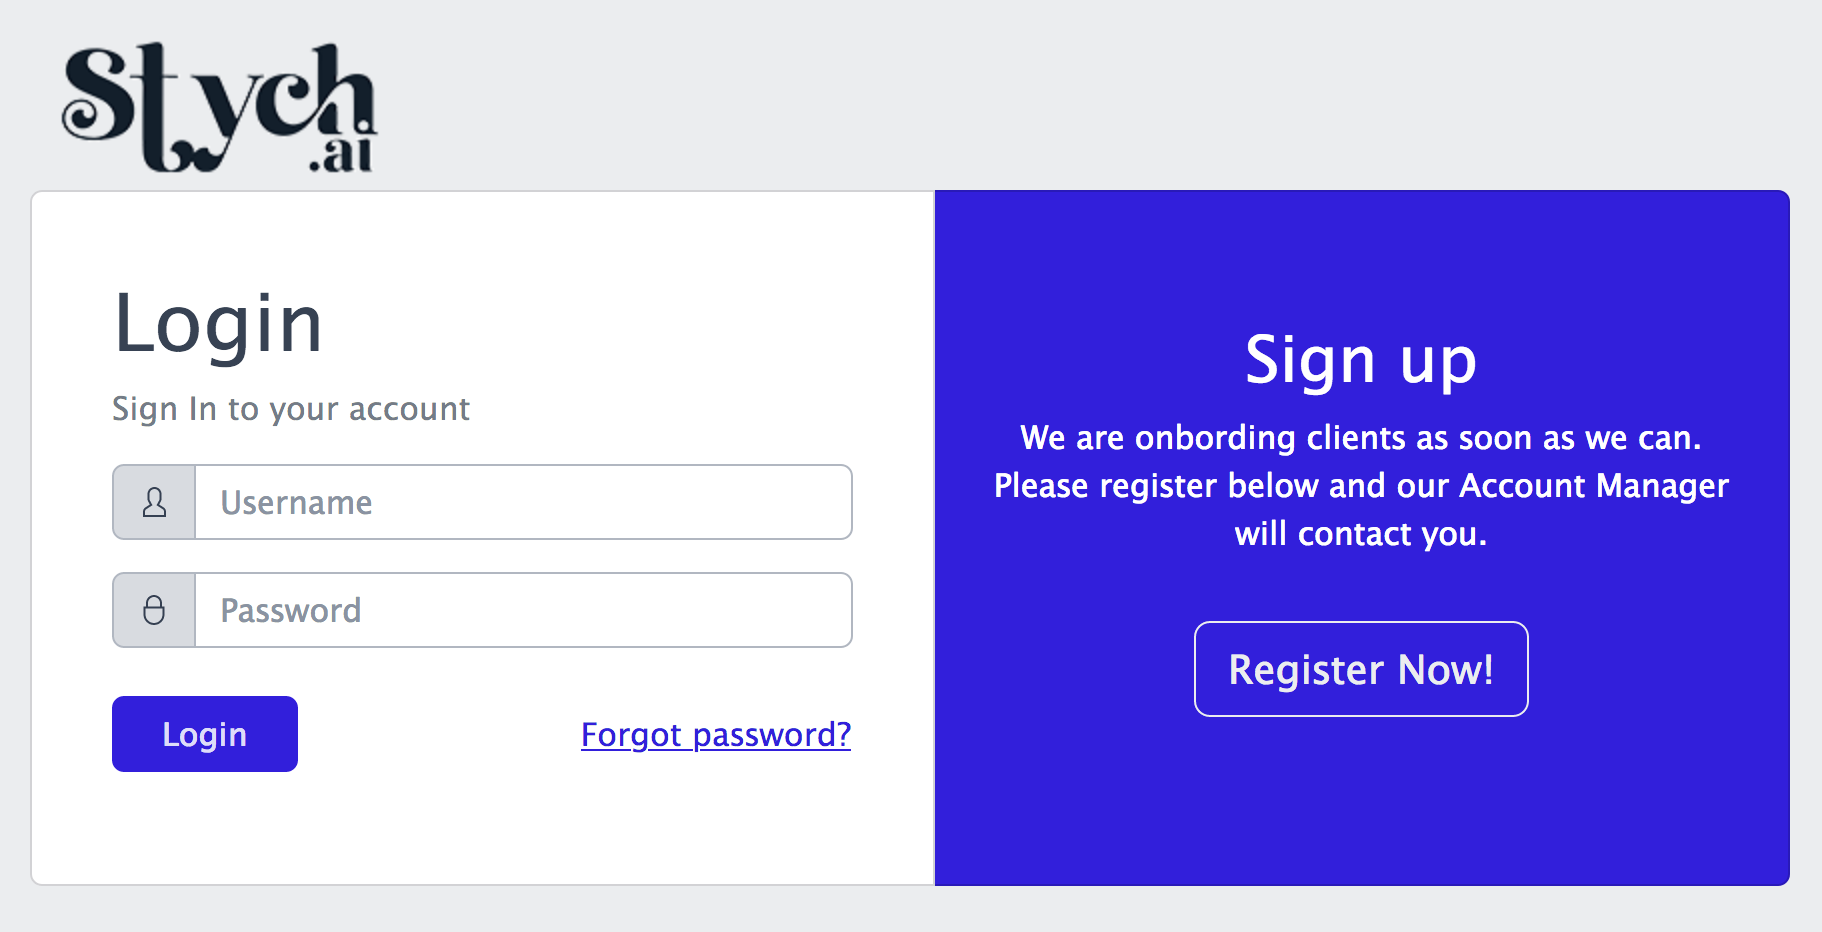 Stych
.ai
Login
Sign In to your account
Username
Password
Login
Forgot password?
Sign up
We are onbording clients as soon as we can.
Please register below and our Account Manager
will contact you.
Register Now!